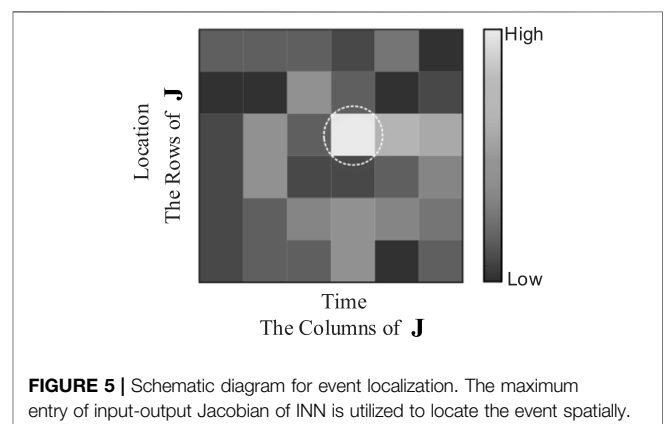 High
Location
The Rows of J
Low
Time
The Columns of J
FIGURE 5 | Schematic diagram for event localization. The maximum
entry of input-output Jacobian of INN is utilized to locate the event spatially.